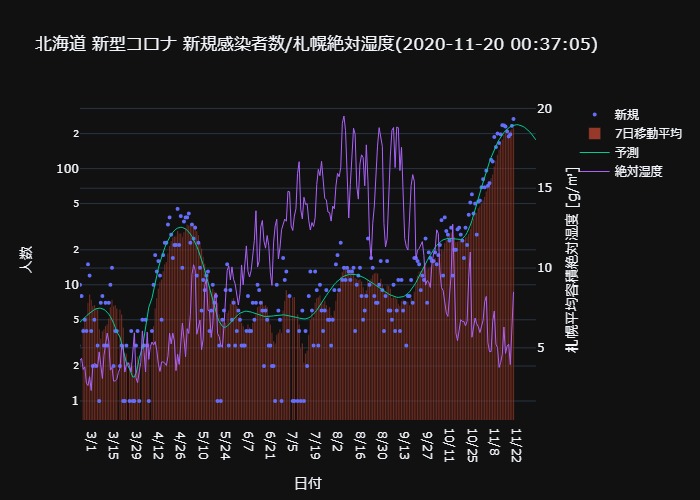 北海道 新型コロナ 新規感染者数/札幌絶対湿度(2020-11-20 00:37:05)
新規
7日移動平均
予測
絶対湿度
人数
2
100
5
2
10
5
2
1
20
15
10
5
札幌平均容積絶対湿度 [g/m³]
3/1 3/15 3/29 4/12 4/26 5/10 5/24 6/7 6/21 7/5 7/19 8/2 8/16 8/30 9/13 9/27 10/11 10/25 11/8 11/22
日付